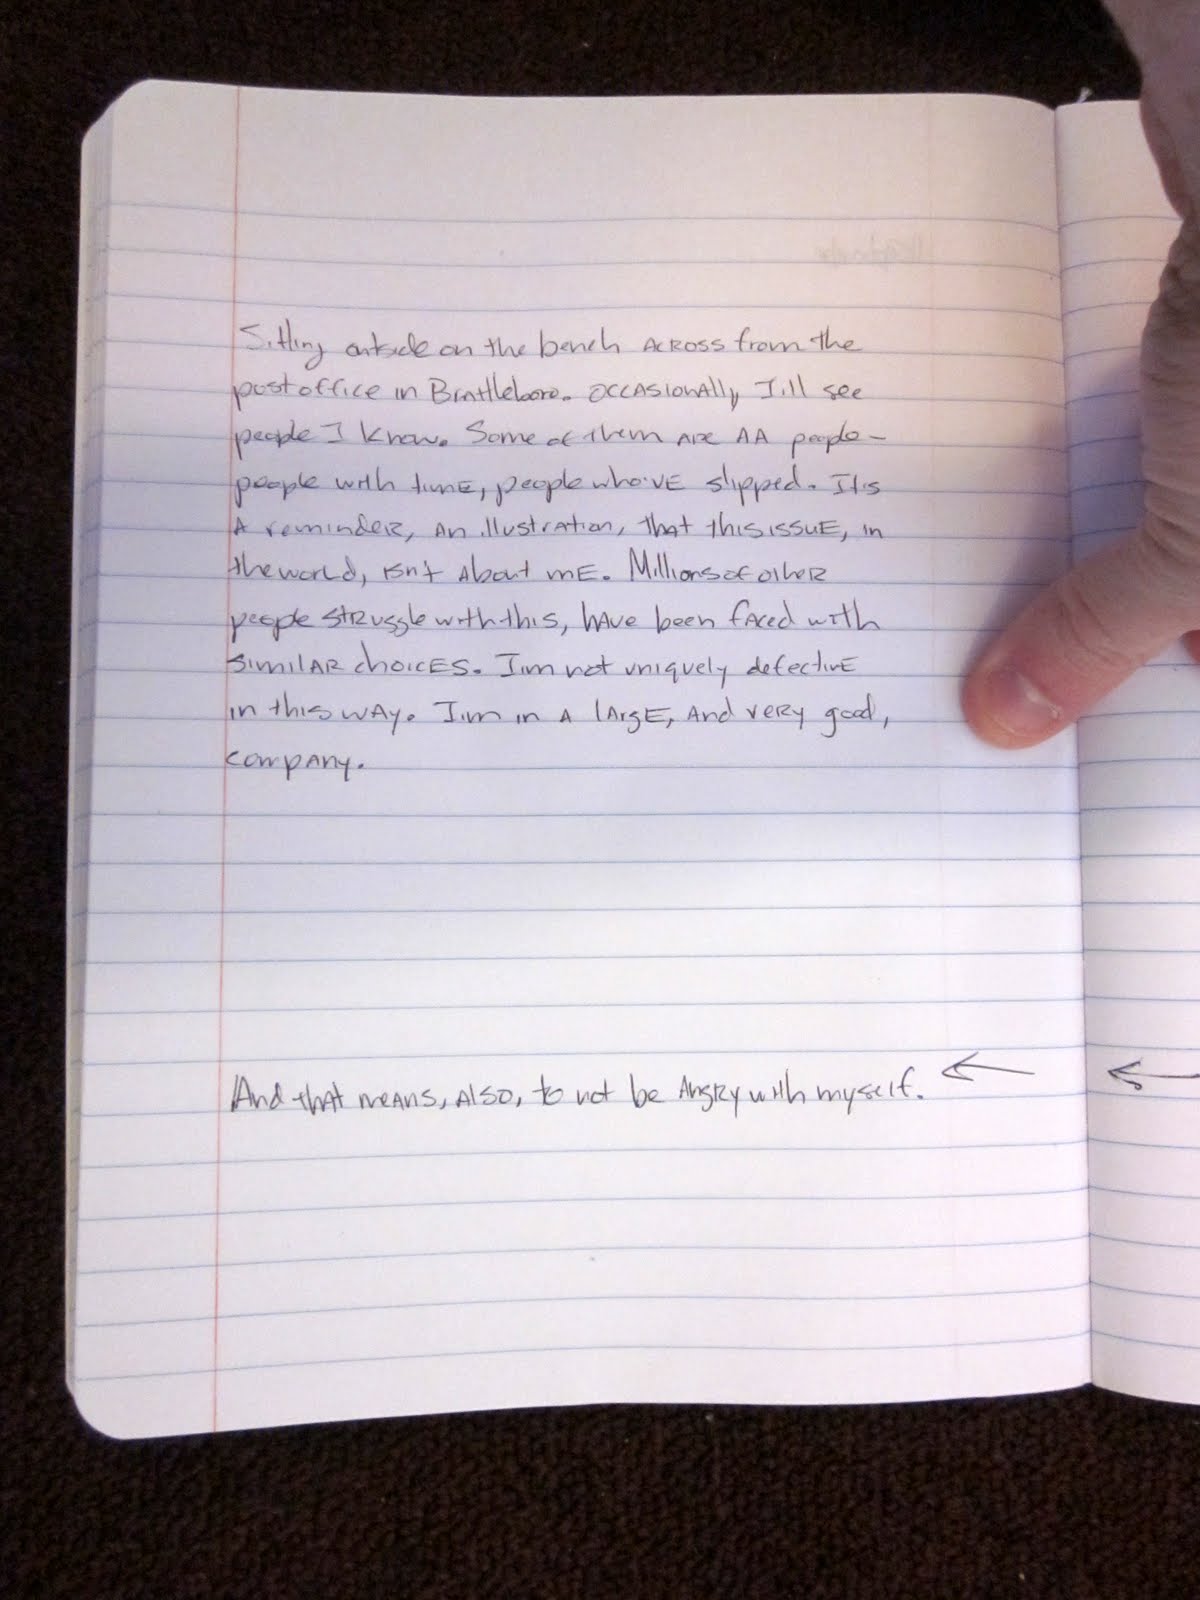 Sitting outside on the bench across from the
post office in Brattleboro. Occasionally, I'll see
people I know. Some of them are AA people–
people with time, people who've slipped. It's
a reminder, an illustration, that this issue, in
the world, isn't about me. Millions of other
people struggle with this, have been faced with
similar choices. I'm not uniquely defective
in this way. I'm in a large, and very good,
company.
And that means, also, to not be angry with myself.